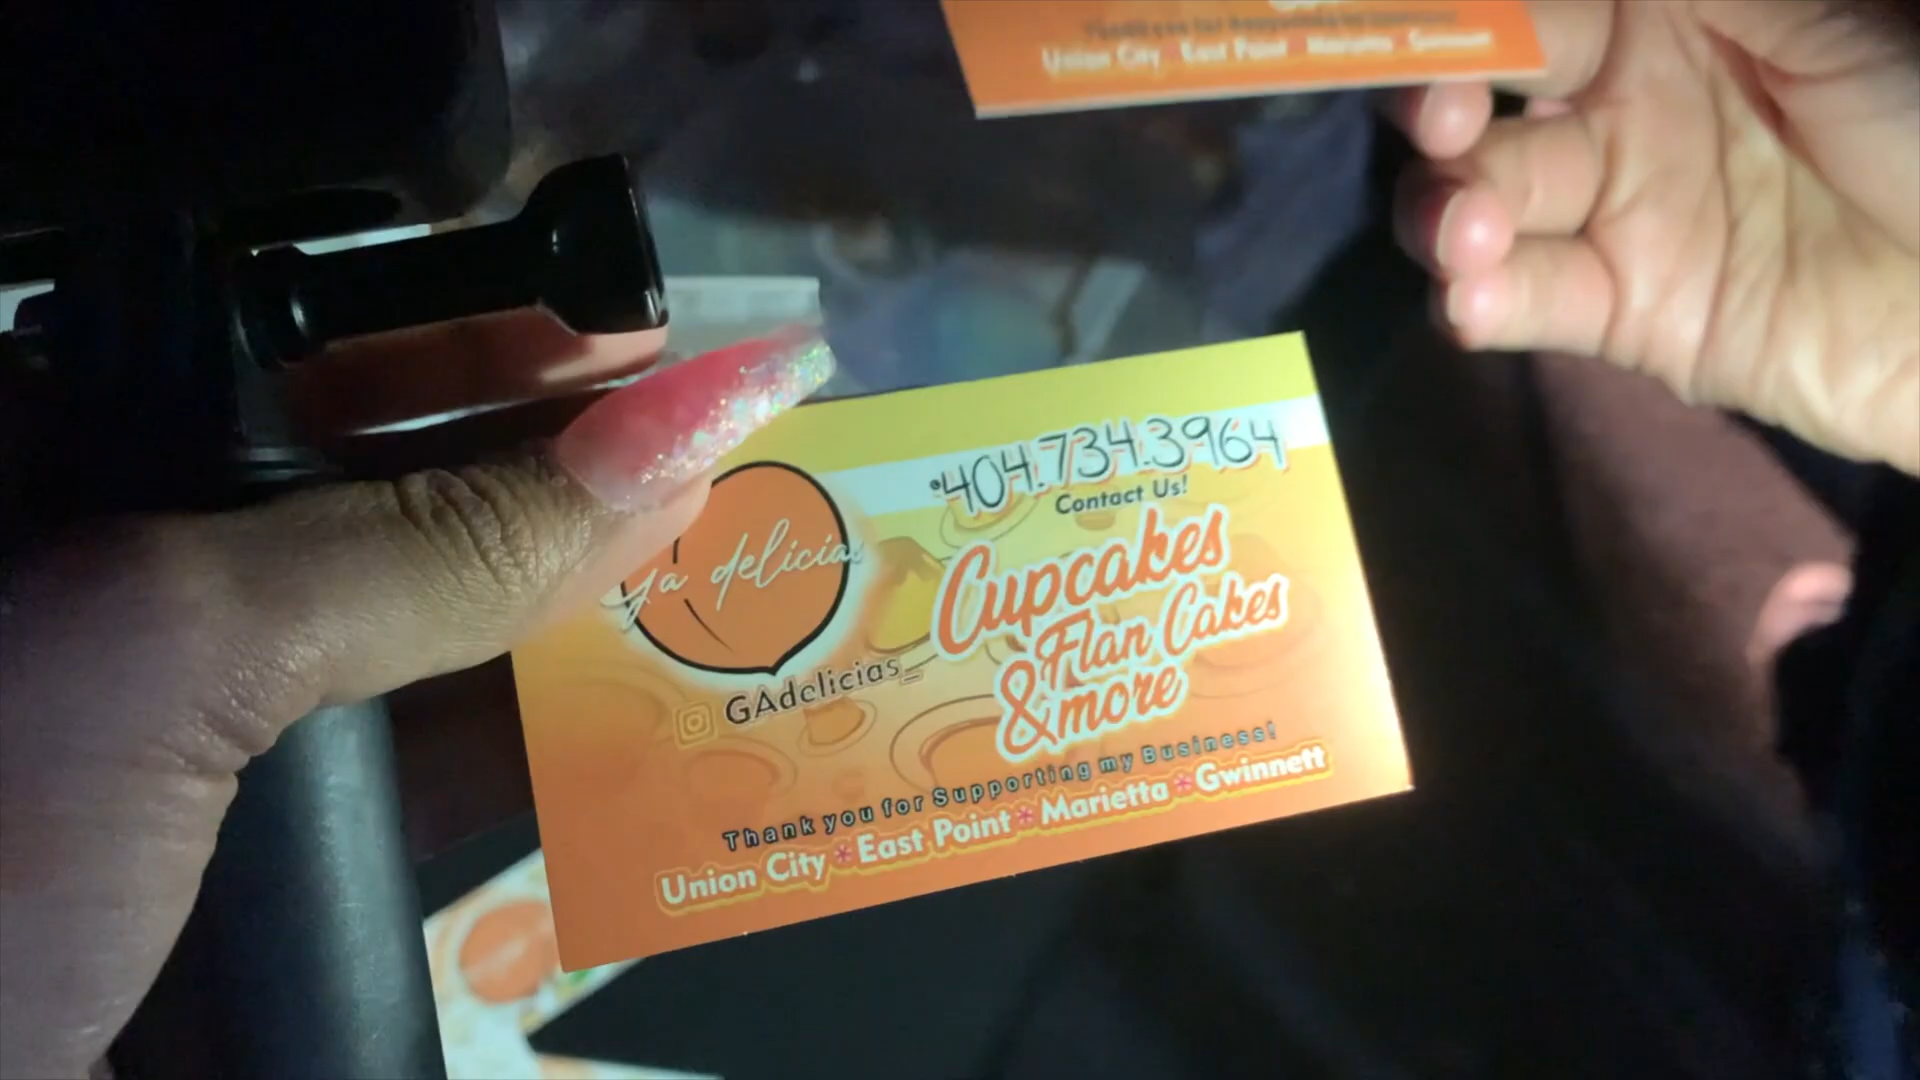 Union City East Point Marietta Gwinnett
404.734.3964
Contact Us!
Ga delicias
Cupcakes
Flan Cakes
&more
GAdelicias_
Thank you for Supporting my Business!
Union City * East Point * Marietta * Gwinnett